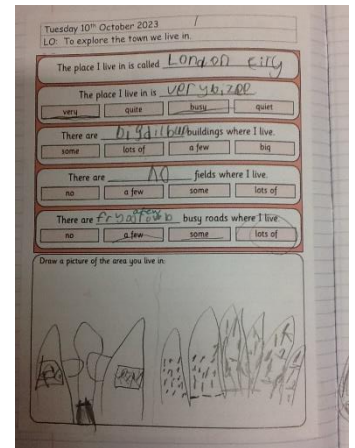 Tuesday 10th October 2023
LO: To explore the town we live in.
The place I live in is called London city
The place I live in is verybizee
very quite busy quiet
There are buildings where I live.
some lots of a few big
There are no fields where I live.
no a few some lots of
There are busy roads where I live
no a few some lots of
Draw a picture of the area you live in: